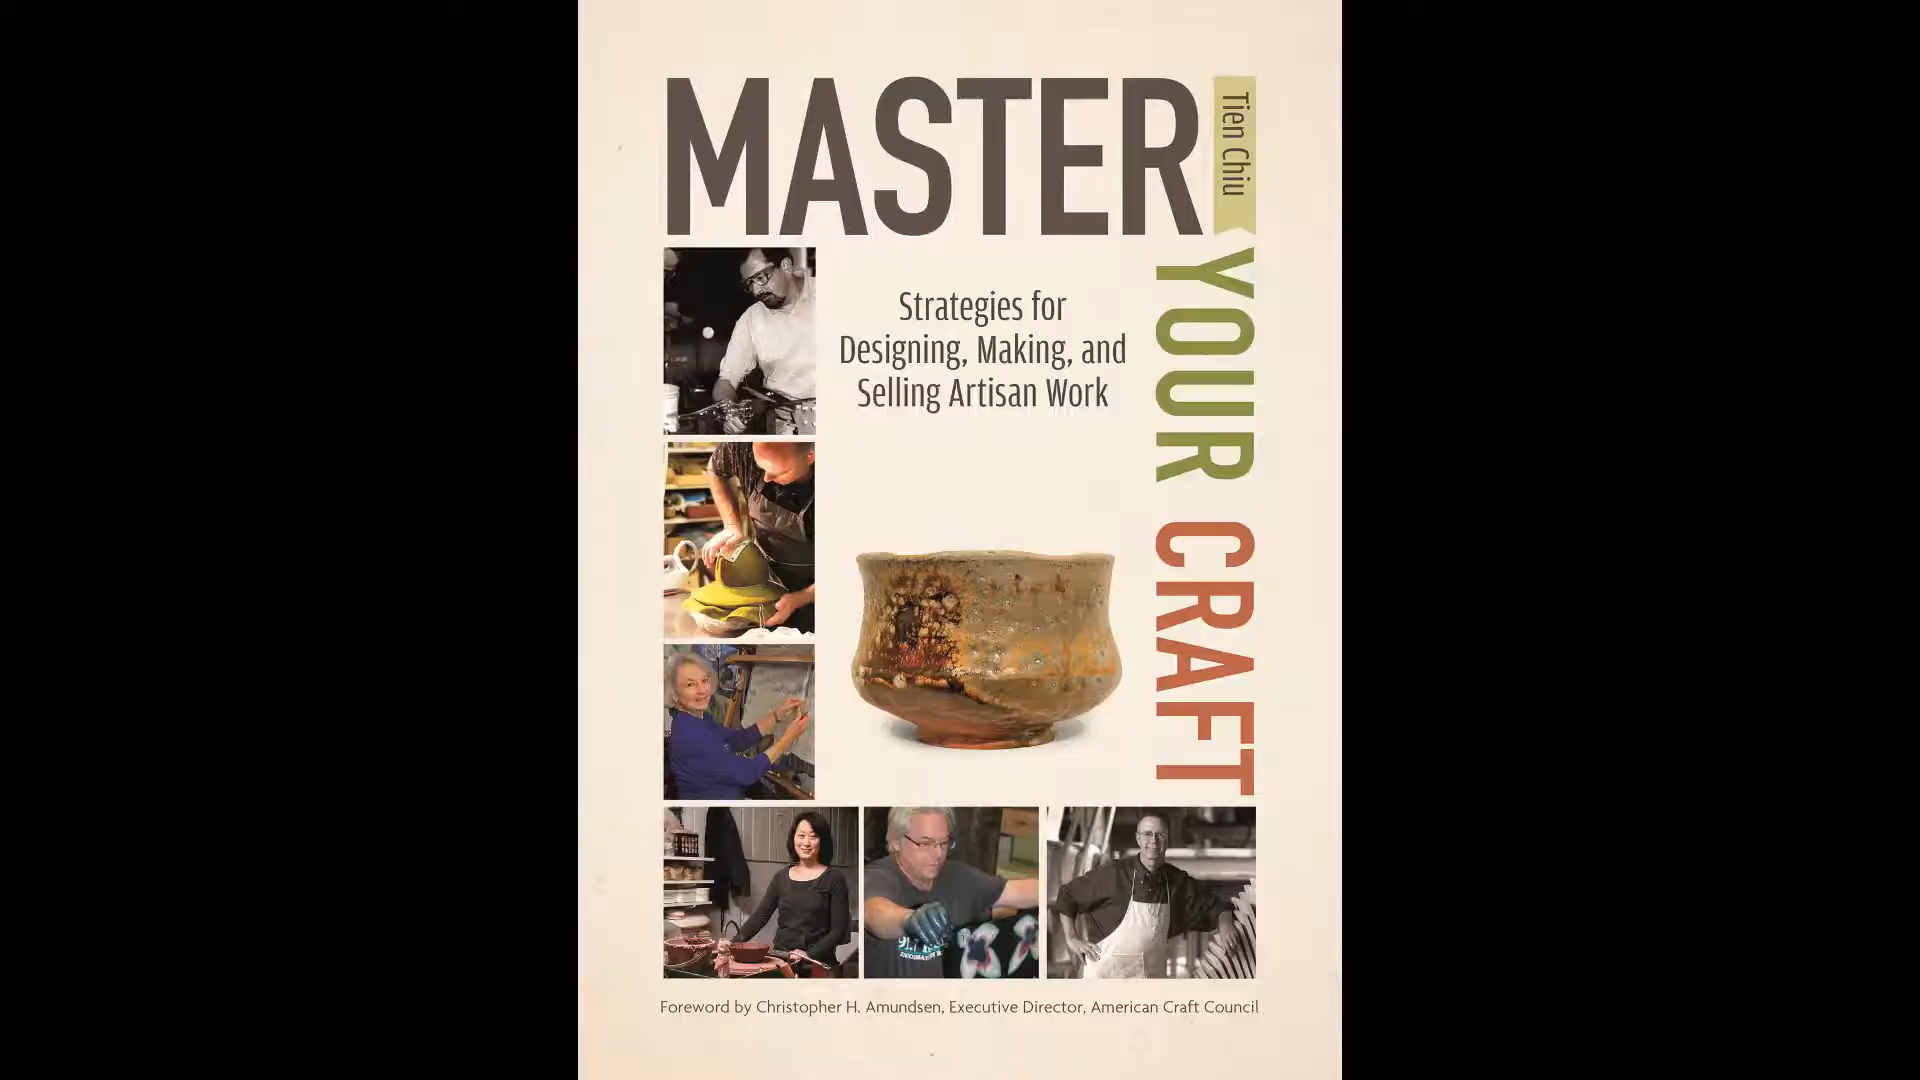 MASTER
Tien Chiu
YOUR CRAFT
Strategies for
Designing, Making, and
Selling Artisan Work
Foreword by Christopher H. Amundsen, Executive Director, American Craft Council